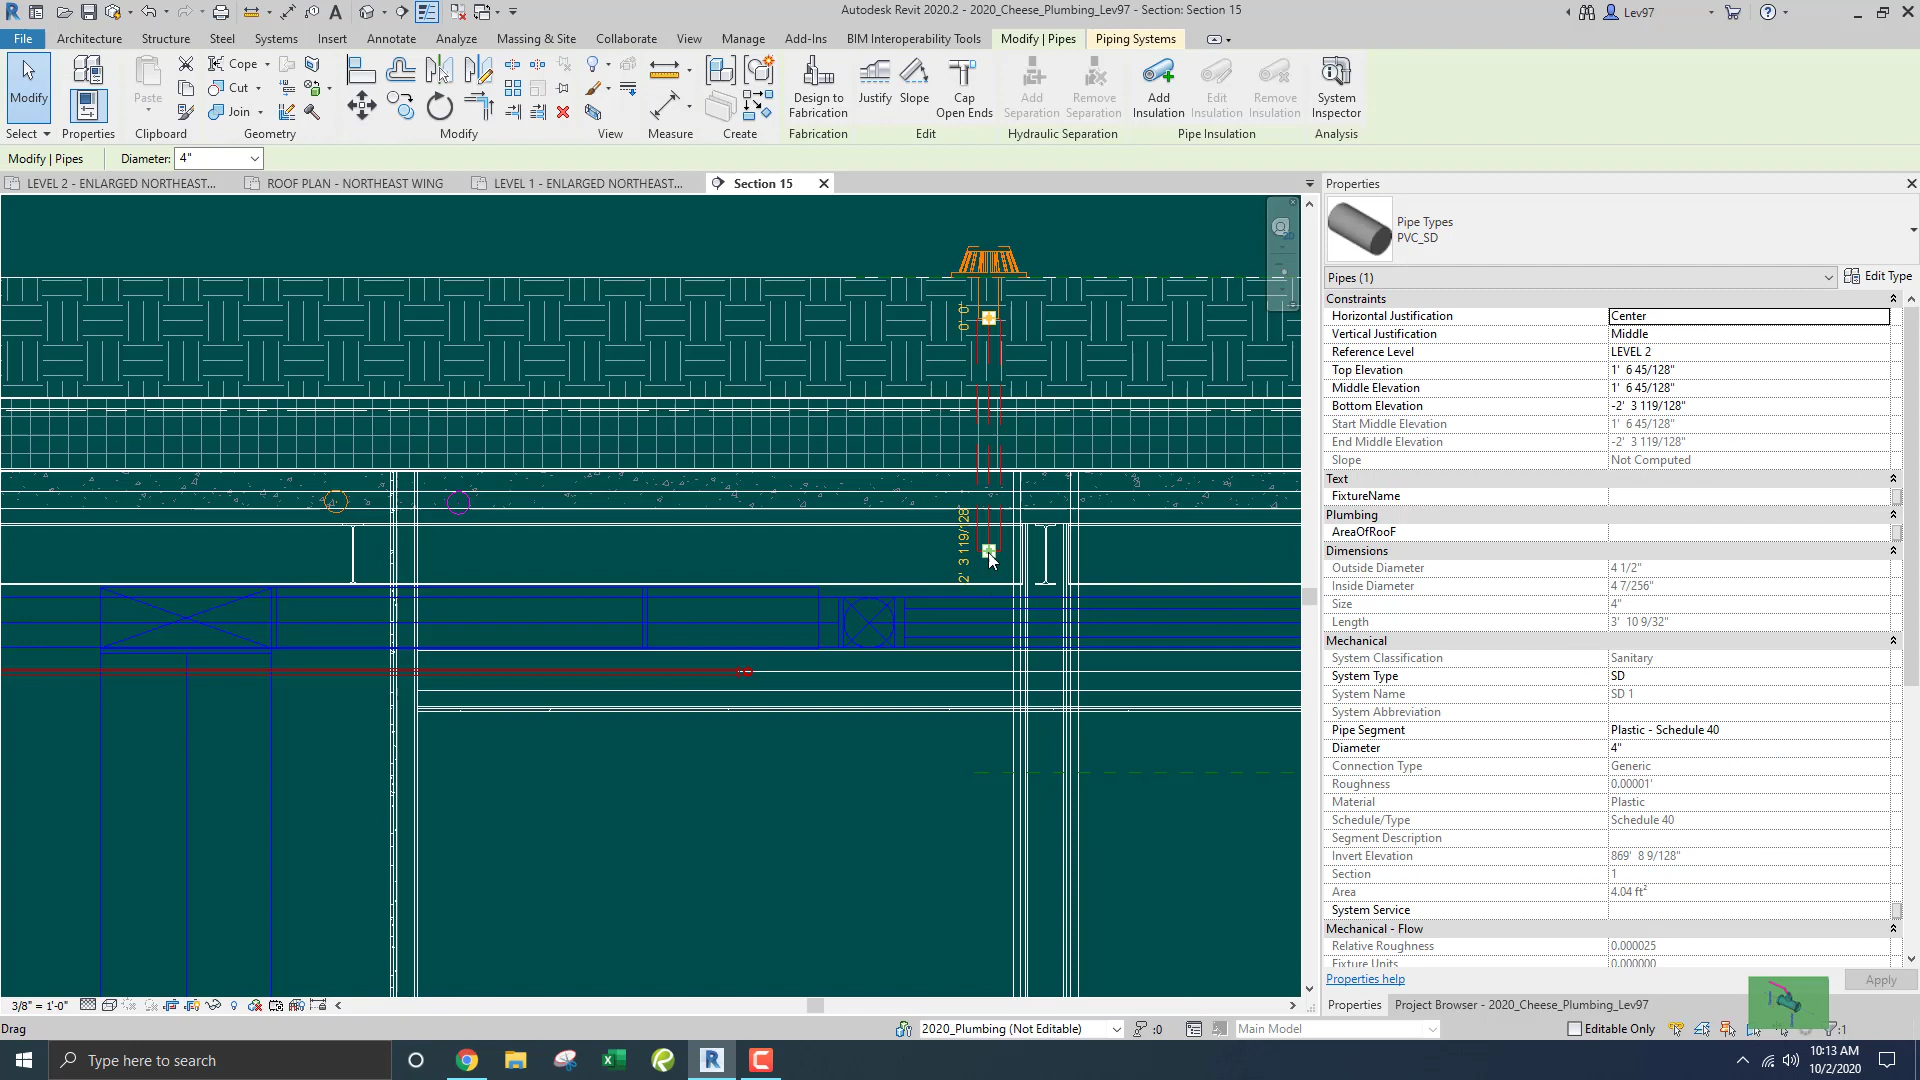 Autodesk Revit 2020.2 - 2020_Cheese_Plumbing_Lev97 - Section: Section 15
Lev97
File Architecture Structure Steel Systems Insert Annotate Analyze Massing & Site Collaborate View Manage Add-Ins BIM Interoperability Tools Modify | Pipes Piping Systems
Modify
Paste
Cope
Cut
Join
Design to Fabrication
Justify
Slope
Cap Open Ends
Add Separation
Remove Separation
Add Insulation
Edit Insulation
Remove Insulation
System Inspector
Select Properties Clipboard Geometry Modify View Measure Create Fabrication Edit Hydraulic Separation Pipe Insulation Analysis
Modify | Pipes Diameter: 4"
LEVEL 2 - ENLARGED NORTHEAST... ROOF PLAN - NORTHEAST WING LEVEL 1 - ENLARGED NORTHEAST... Section 15
0' 0"
2' 3 119/128"
Properties
Pipe Types
PVC_SD
Pipes (1) Edit Type
Constraints
Horizontal Justification Center
Vertical Justification Middle
Reference Level LEVEL 2
Top Elevation 1' 6 45/128"
Middle Elevation 1' 6 45/128"
Bottom Elevation -2' 3 119/128"
Start Middle Elevation 1' 6 45/128"
End Middle Elevation -2' 3 119/128"
Slope Not Computed
Text
FixtureName
Plumbing
AreaOfRooF
Dimensions
Outside Diameter 4 1/2"
Inside Diameter 4 7/256"
Size 4"
Length 3' 10 9/32"
Mechanical
System Classification Sanitary
System Type SD
System Name SD 1
System Abbreviation
Pipe Segment Plastic - Schedule 40
Diameter 4"
Connection Type Generic
Roughness 0.00001'
Material Plastic
Schedule/Type Schedule 40
Segment Description
Invert Elevation 869' 8 9/128"
Section 1
Area 4.04 ft²
System Service
Mechanical - Flow
Relative Roughness 0.000025
Fixture Units 0.000000
Properties help Apply
Properties Project Browser - 2020_Cheese_Plumbing_Lev97
3/8" = 1'-0"
Drag 2020_Plumbing (Not Editable) :0 Main Model Editable Only :1
Type here to search
10:13 AM
10/2/2020